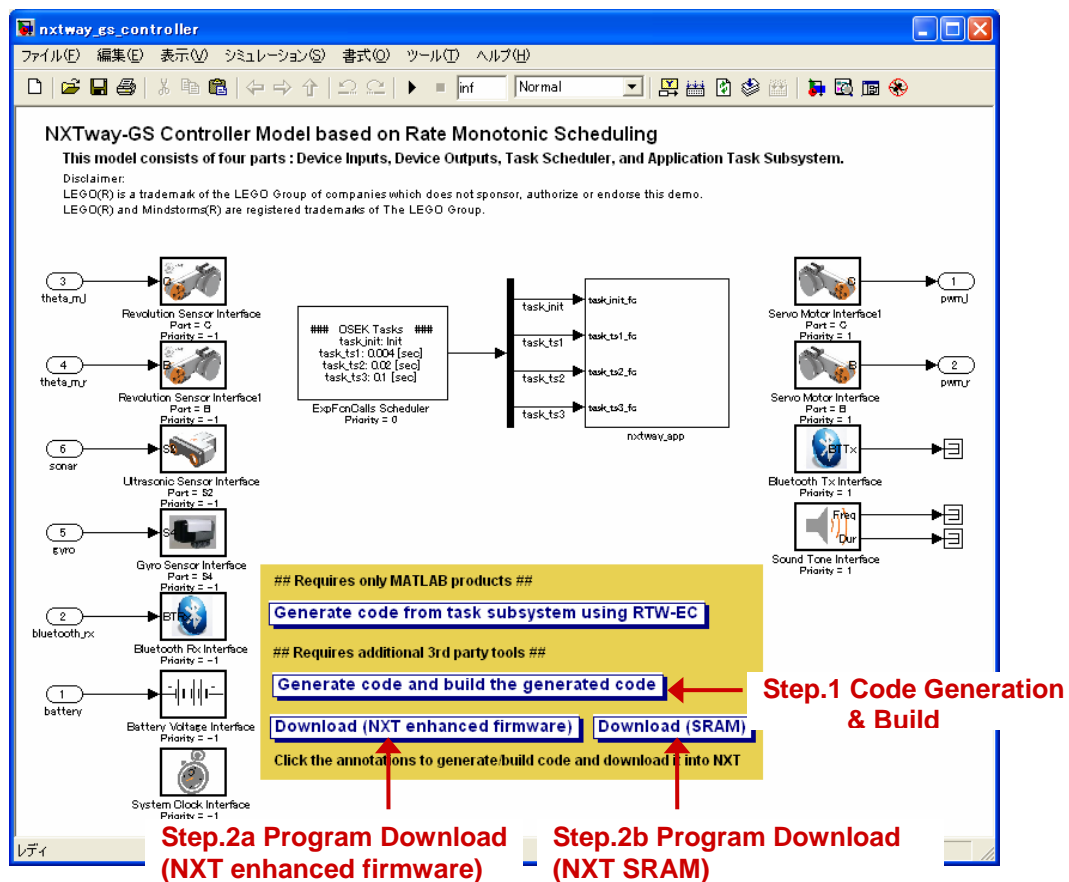 nxtway_gs_controller
ファイル(F) 編集(E) 表示(V) シミュレーション(S) 書式(O) ツール(T) ヘルプ(H)
inf Normal
NXTway-GS Controller Model based on Rate Monotonic Scheduling
This model consists of four parts : Device Inputs, Device Outputs, Task Scheduler, and Application Task Subsystem.
Disclaimer:
LEGO(R) is a trademark of the LEGO Group of companies which does not sponsor, authorize or endorse this demo.
LEGO(R) and Mindstorms(R) are registered trademarks of The LEGO Group.
3
theta_m_l
C
Revolution Sensor Interface
Port = C
Priority = -1
4
theta_m_r
B
Revolution Sensor Interface1
Port = B
Priority = -1
6
sonar
S2
Ultrasonic Sensor Interface
Port = S2
Priority = -1
5
gyro
S4
Gyro Sensor Interface
Port = S4
Priority = -1
2
bluetooth_rx
BTRx
Bluetooth Rx Interface
Priority = -1
1
battery
Battery Voltage Interface
Priority = -1
System Clock Interface
Priority = -1
### OSEK Tasks ###
task_init: Init
task_ts1: 0.004 [sec]
task_ts2: 0.02 [sec]
task_ts3: 0.1 [sec]
ExpFcnCalls Scheduler
Priority = 0
task_init
task_ts1
task_ts2
task_ts3
task_init_fc
task_ts1_fc
task_ts2_fc
task_ts3_fc
nxtway_app
C
1
pwm_l
Servo Motor Interface1
Port = C
Priority = 1
B
2
pwm_r
Servo Motor Interface
Port = B
Priority = 1
BTTx
Bluetooth Tx Interface
Priority = 1
Freq
Dur
Sound Tone Interface
Priority = 1
## Requires only MATLAB products ##
Generate code from task subsystem using RTW-EC
## Requires additional 3rd party tools ##
Generate code and build the generated code
Download (NXT enhanced firmware) Download (SRAM)
Click the annotations to generate/build code and download it into NXT
Step.1 Code Generation
& Build
Step.2a Program Download
(NXT enhanced firmware)
Step.2b Program Download
(NXT SRAM)
レディ